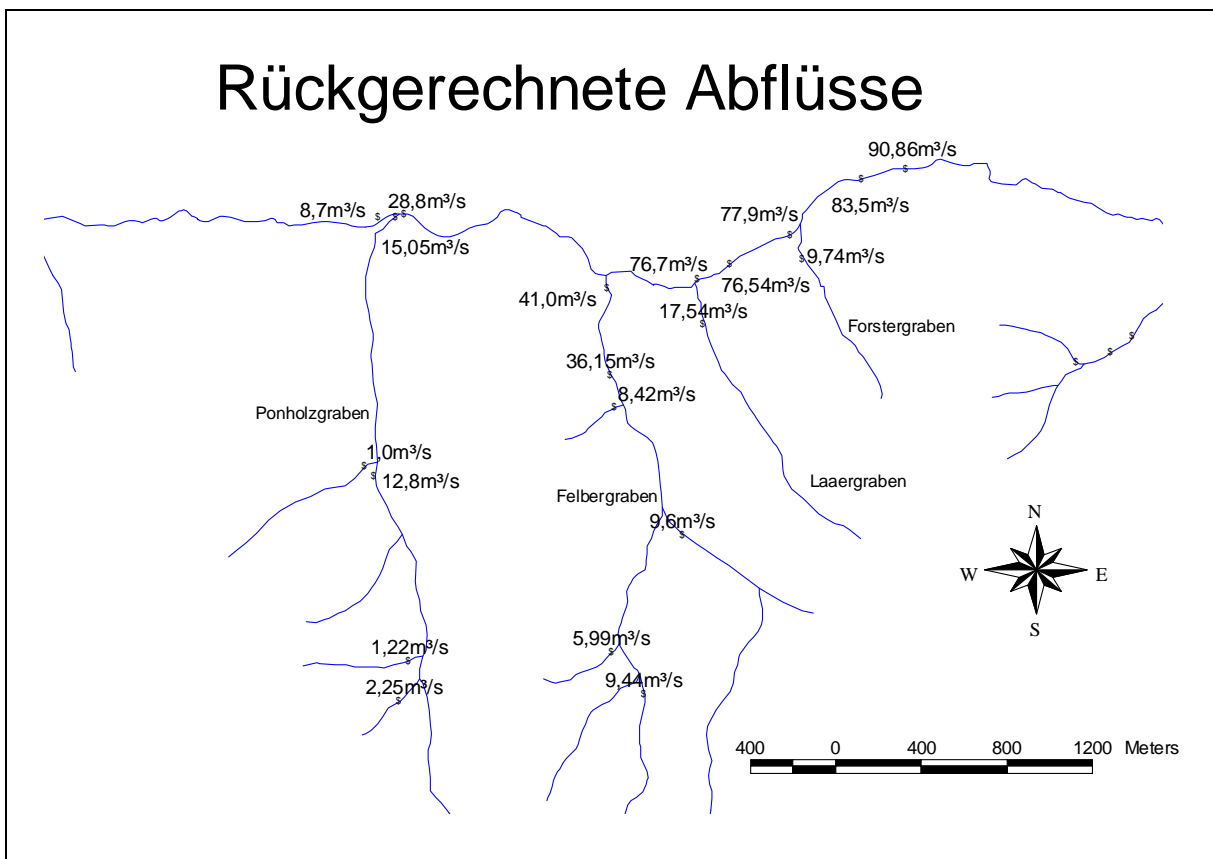 Rückgerechnete Abflüsse
90,86m³/s
8,7m³/s
28,8m³/s
83,5m³/s
77,9m³/s
15,05m³/s
9,74m³/s
76,7m³/s
76,54m³/s
41,0m³/s
17,54m³/s
Forstergraben
36,15m³/s
8,42m³/s
Ponholzgraben
1,0m³/s
12,8m³/s
Laaergraben
Felbergraben
9,6m³/s
N
W
E
S
5,99m³/s
1,22m³/s
9,44m³/s
2,25m³/s
400 0 400 800 1200 Meters